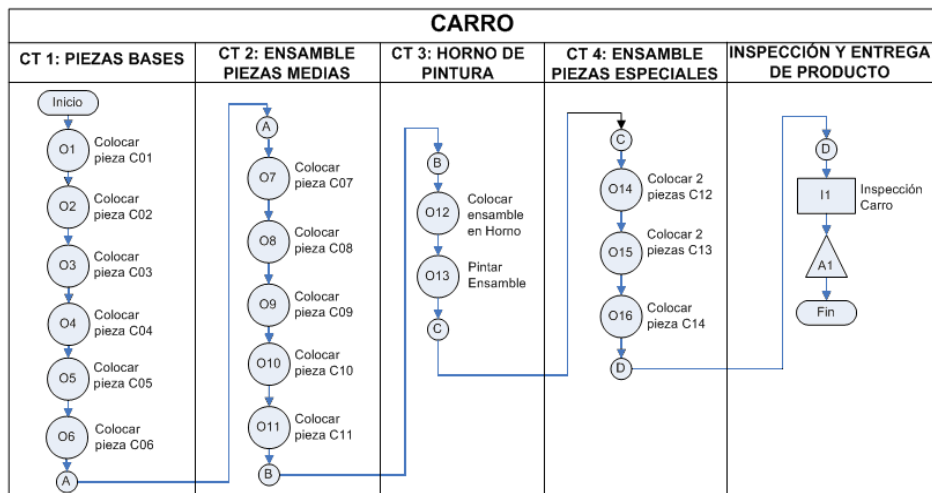 CARRO
CT 1: PIEZAS BASES
CT 2: ENSAMBLE
PIEZAS MEDIAS
CT 3: HORNO DE
PINTURA
CT 4: ENSAMBLE
PIEZAS ESPECIALES
INSPECCIÓN Y ENTREGA
DE PRODUCTO
Inicio
O1
Colocar
pieza C01
O2
Colocar
pieza C02
O3
Colocar
pieza C03
O4
Colocar
pieza C04
O5
Colocar
pieza C05
O6
Colocar
pieza C06
A
A
O7
Colocar
pieza C07
O8
Colocar
pieza C08
O9
Colocar
pieza C09
O10
Colocar
pieza C10
O11
Colocar
pieza C11
B
B
O12
Colocar
ensamble
en Horno
O13
Pintar
Ensamble
C
C
O14
Colocar 2
piezas C12
O15
Colocar 2
piezas C13
O16
Colocar
pieza C14
D
D
I1
Inspección
Carro
A1
Fin